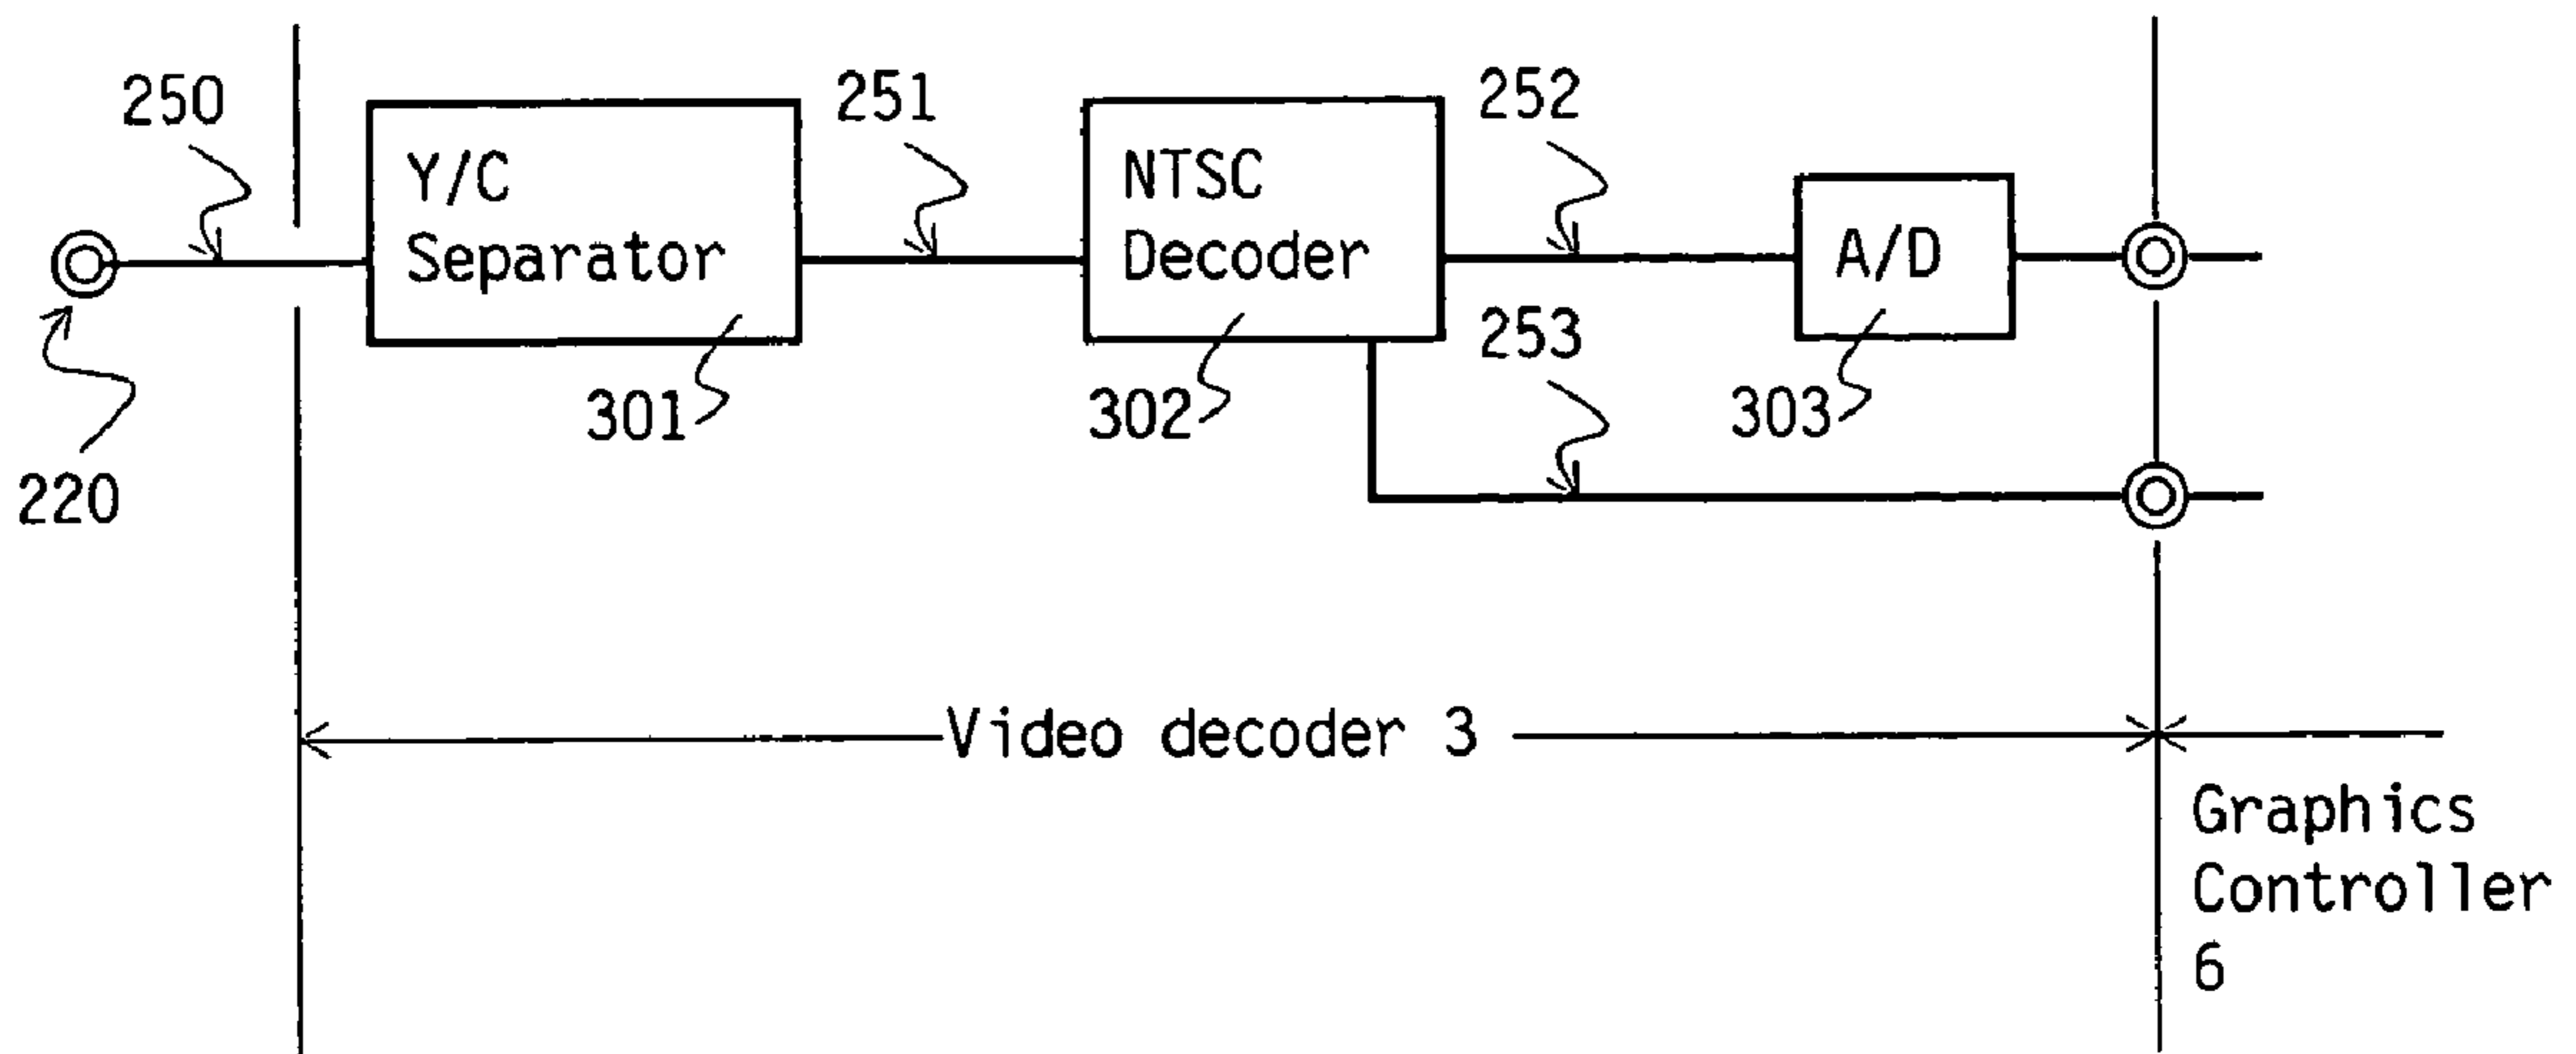 250
251
252
Y/C
Separator
NTSC
Decoder
A/D
253
301
302
303
220
Video decoder 3
Graphics
Controller
6